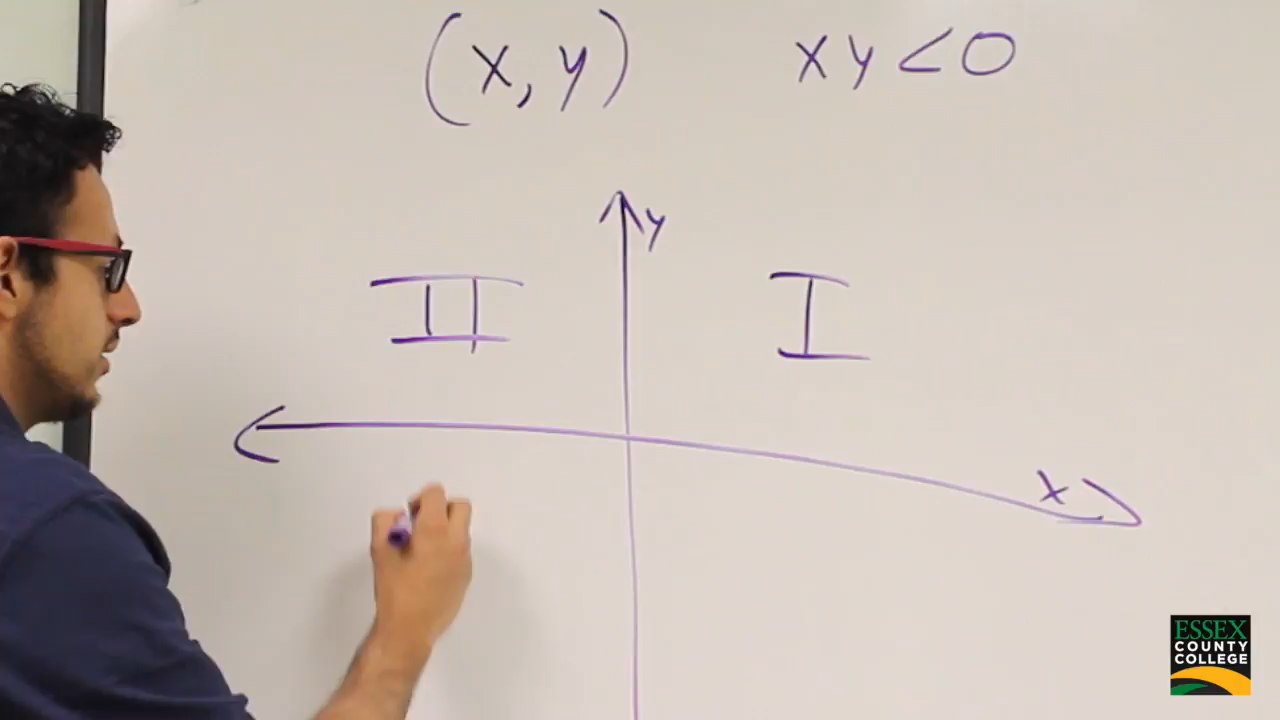 (x, y) xy<0
y
II I
x
ESSEX
COUNTY
COLLEGE